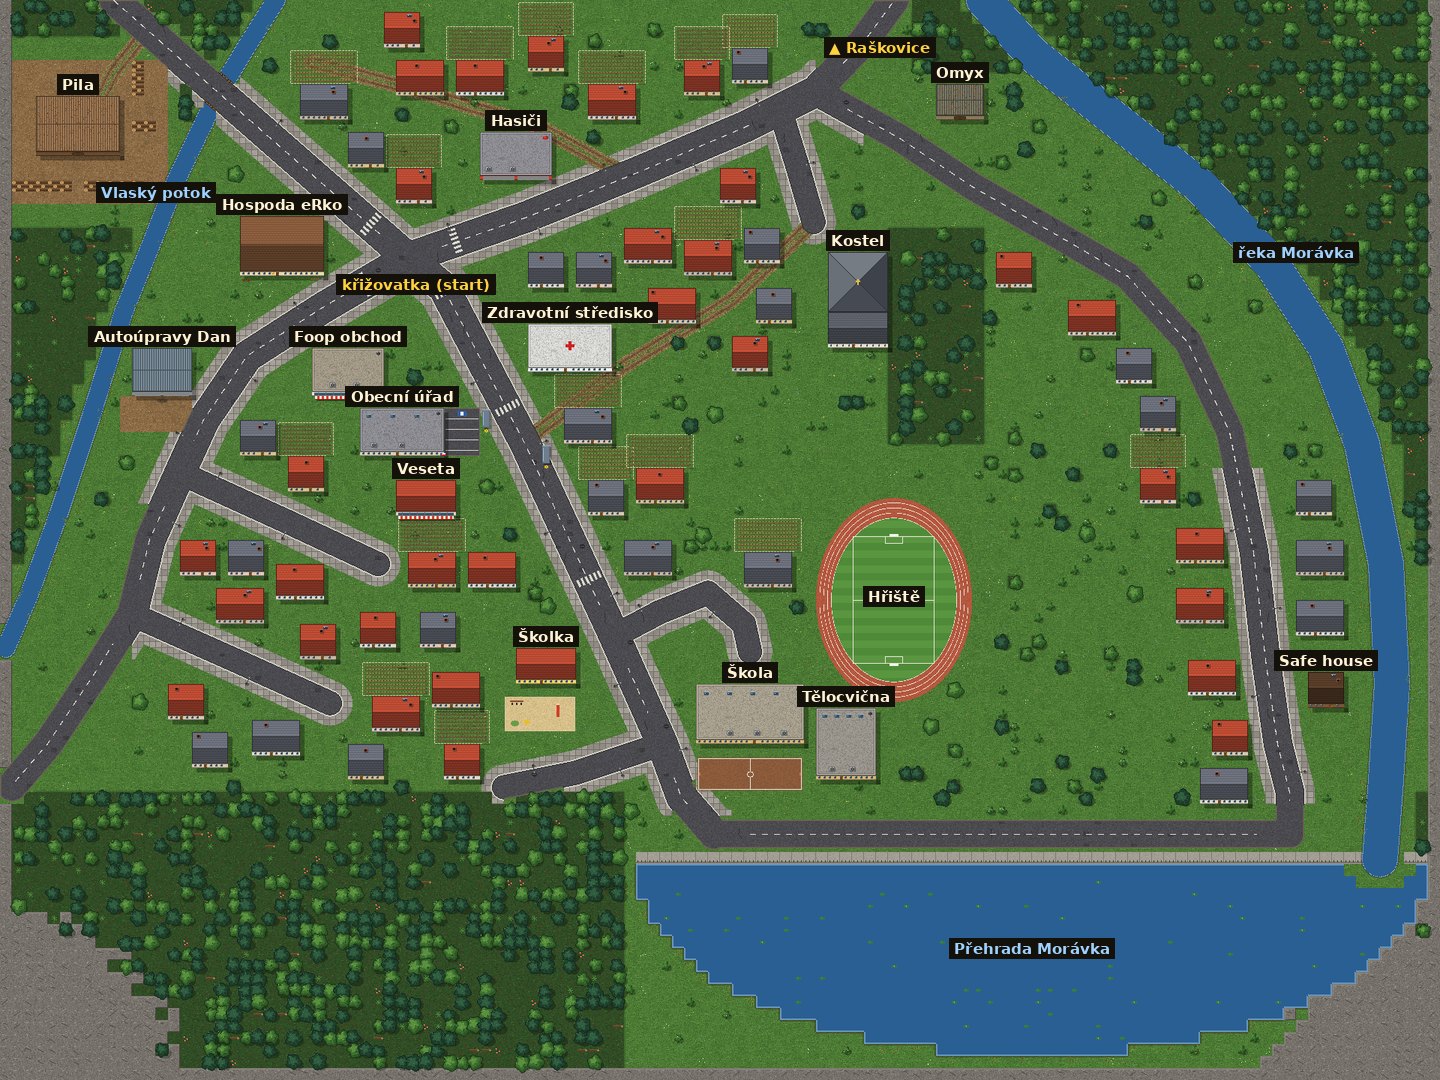 ▲ Raškovice
Omyx
Pila
Hasiči
Vlaský potok
Hospoda eRko
Kostel
řeka Morávka
křižovatka (start)
Zdravotní středisko
Autoúpravy Dan
Foop obchod
Obecní úřad
Veseta
Hřiště
Školka
Safe house
Škola
Tělocvična
Přehrada Morávka